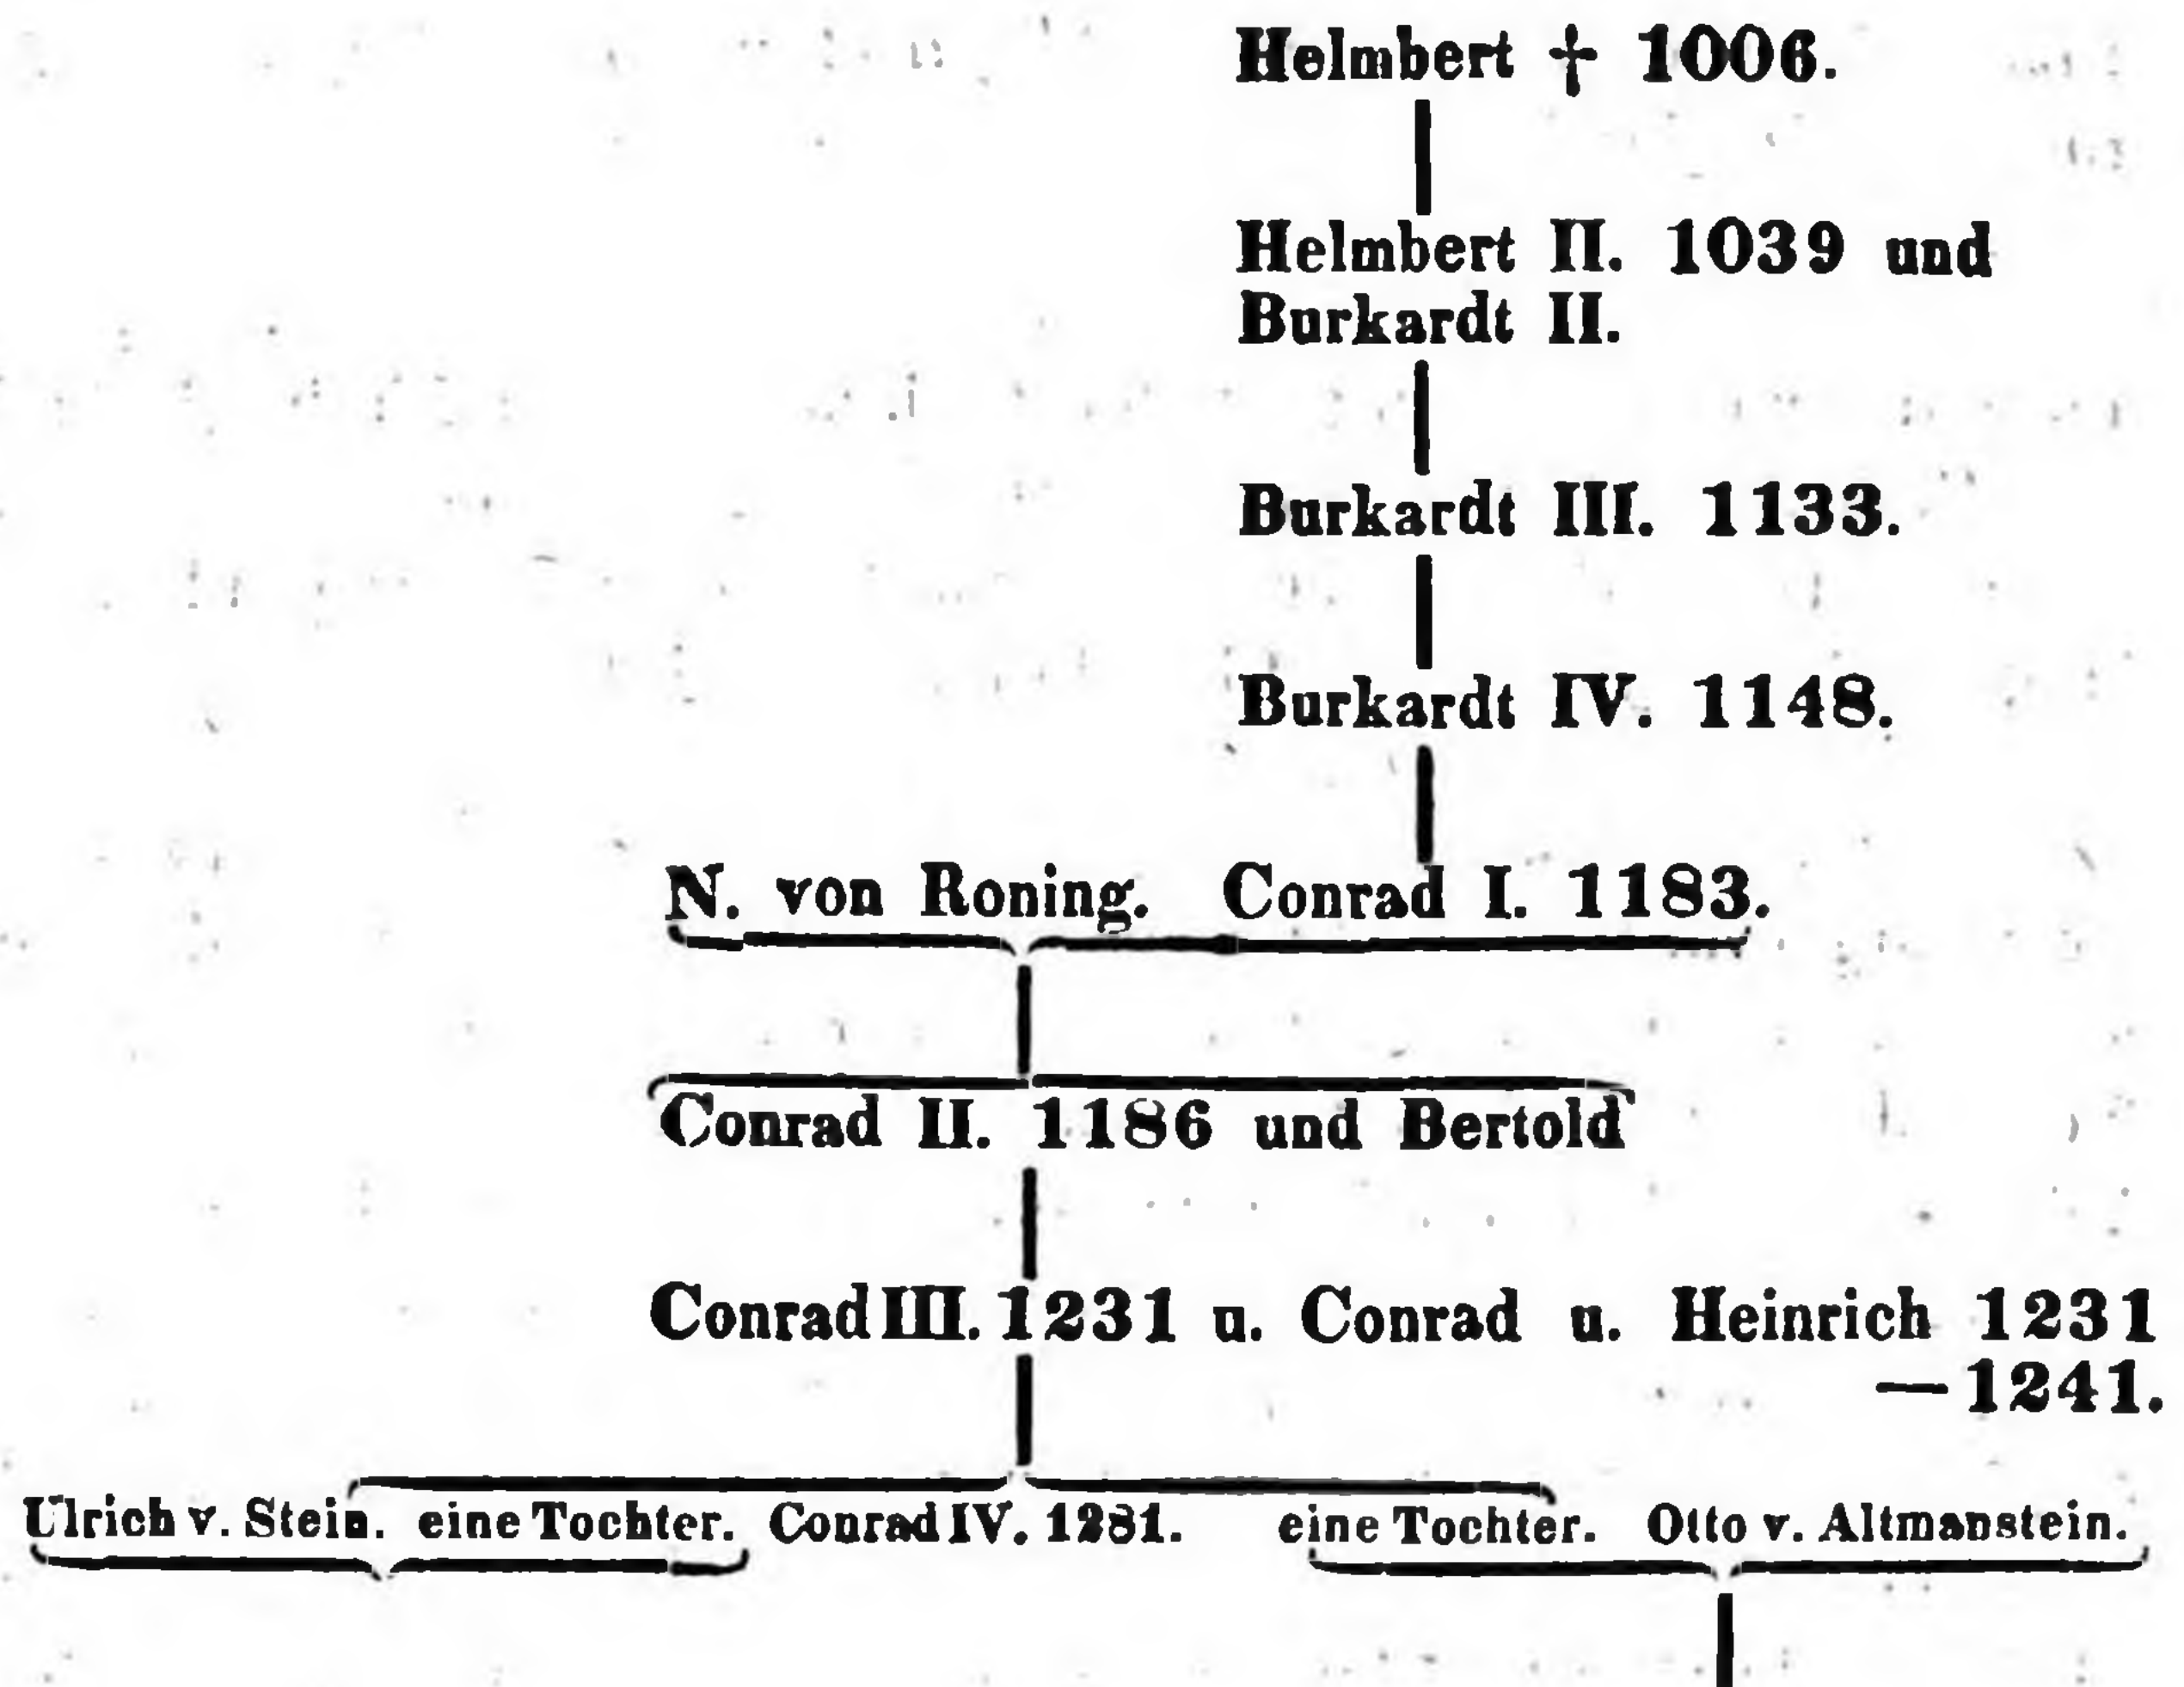 Helmbert † 1006.
Helmbert II. 1039 und
Burkardt II.
Burkardt III. 1133.
Burkardt IV. 1148.
N. von Roning. Conrad I. 1183.
Conrad II. 1186 und Bertold
Conrad III. 1231 u. Conrad u. Heinrich 1231
—1241.
Ulrich v. Stein. eine Tochter. Conrad IV. 1281. eine Tochter. Otto v. Altmanstein.